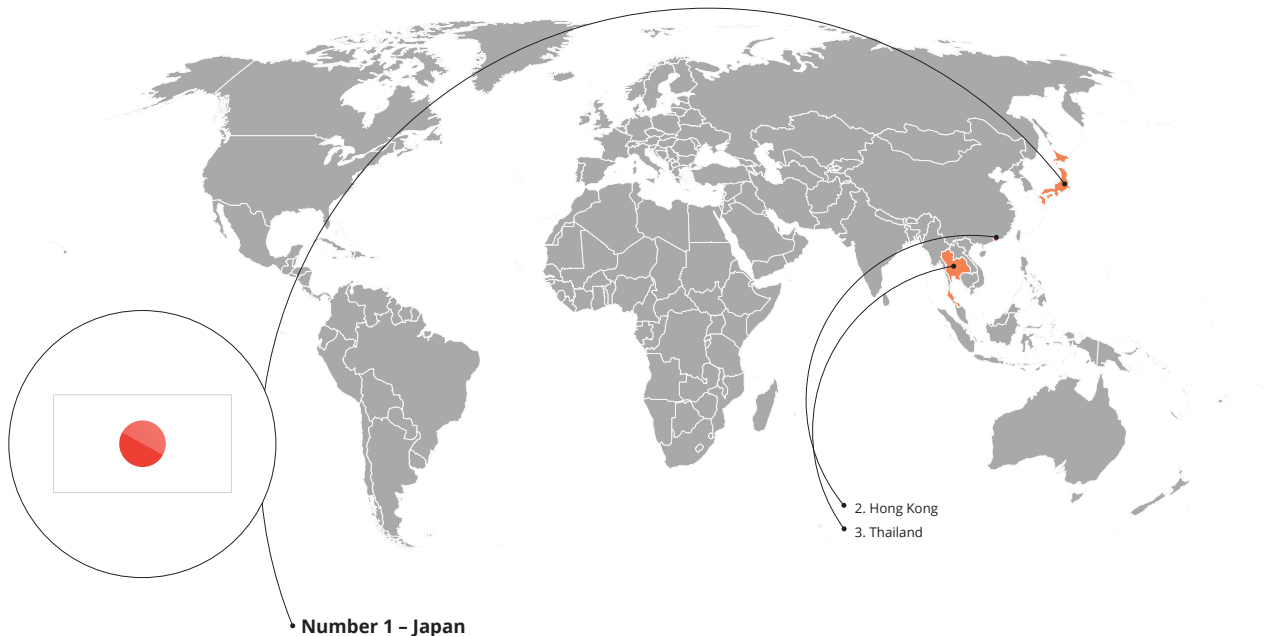 2. Hong Kong
3. Thailand
Number 1 – Japan